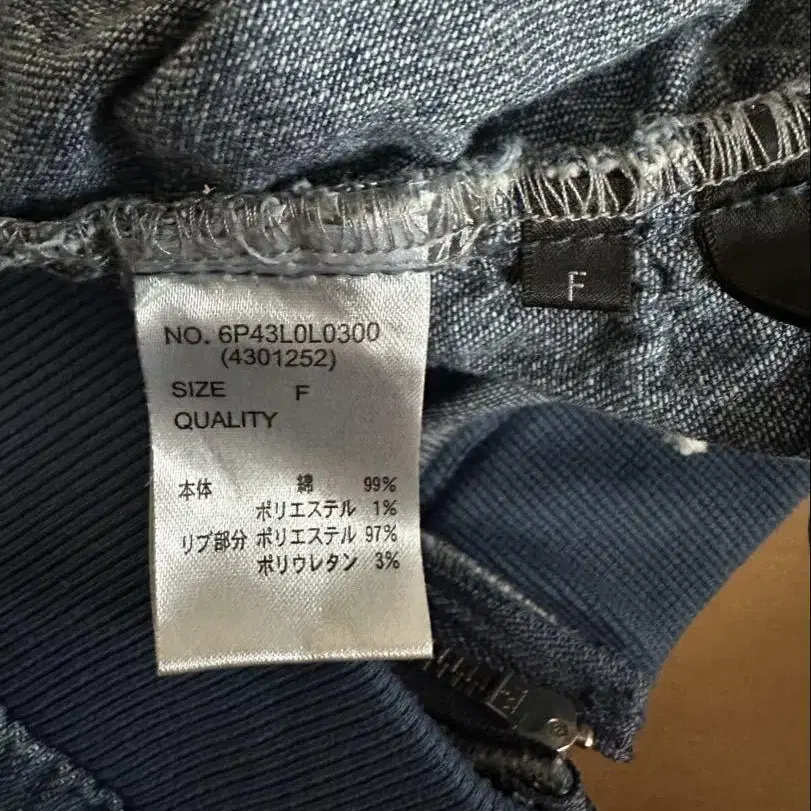 NO. 6P43L0L0300
(4301252)
SIZE F
QUALITY
本体 綿 99%
ポリエステル 1%
リブ部分 ポリエステル 97%
ポリウレタン 3%
F